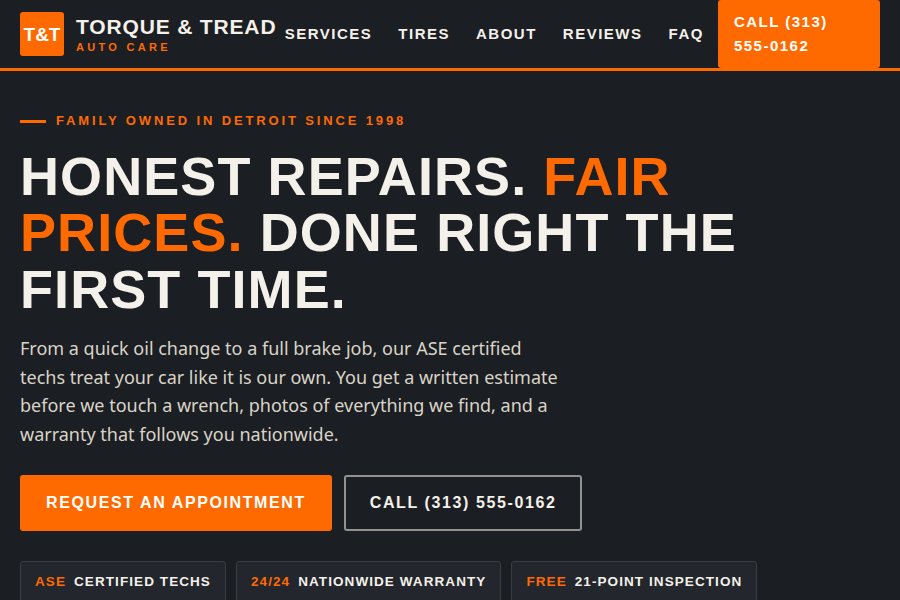 T&T
TORQUE & TREAD
AUTO CARE
SERVICES TIRES ABOUT REVIEWS FAQ
CALL (313)
555-0162
FAMILY OWNED IN DETROIT SINCE 1998
HONEST REPAIRS. FAIR
PRICES. DONE RIGHT THE
FIRST TIME.
From a quick oil change to a full brake job, our ASE certified
techs treat your car like it is our own. You get a written estimate
before we touch a wrench, photos of everything we find, and a
warranty that follows you nationwide.
REQUEST AN APPOINTMENT CALL (313) 555-0162
ASE CERTIFIED TECHS 24/24 NATIONWIDE WARRANTY FREE 21-POINT INSPECTION